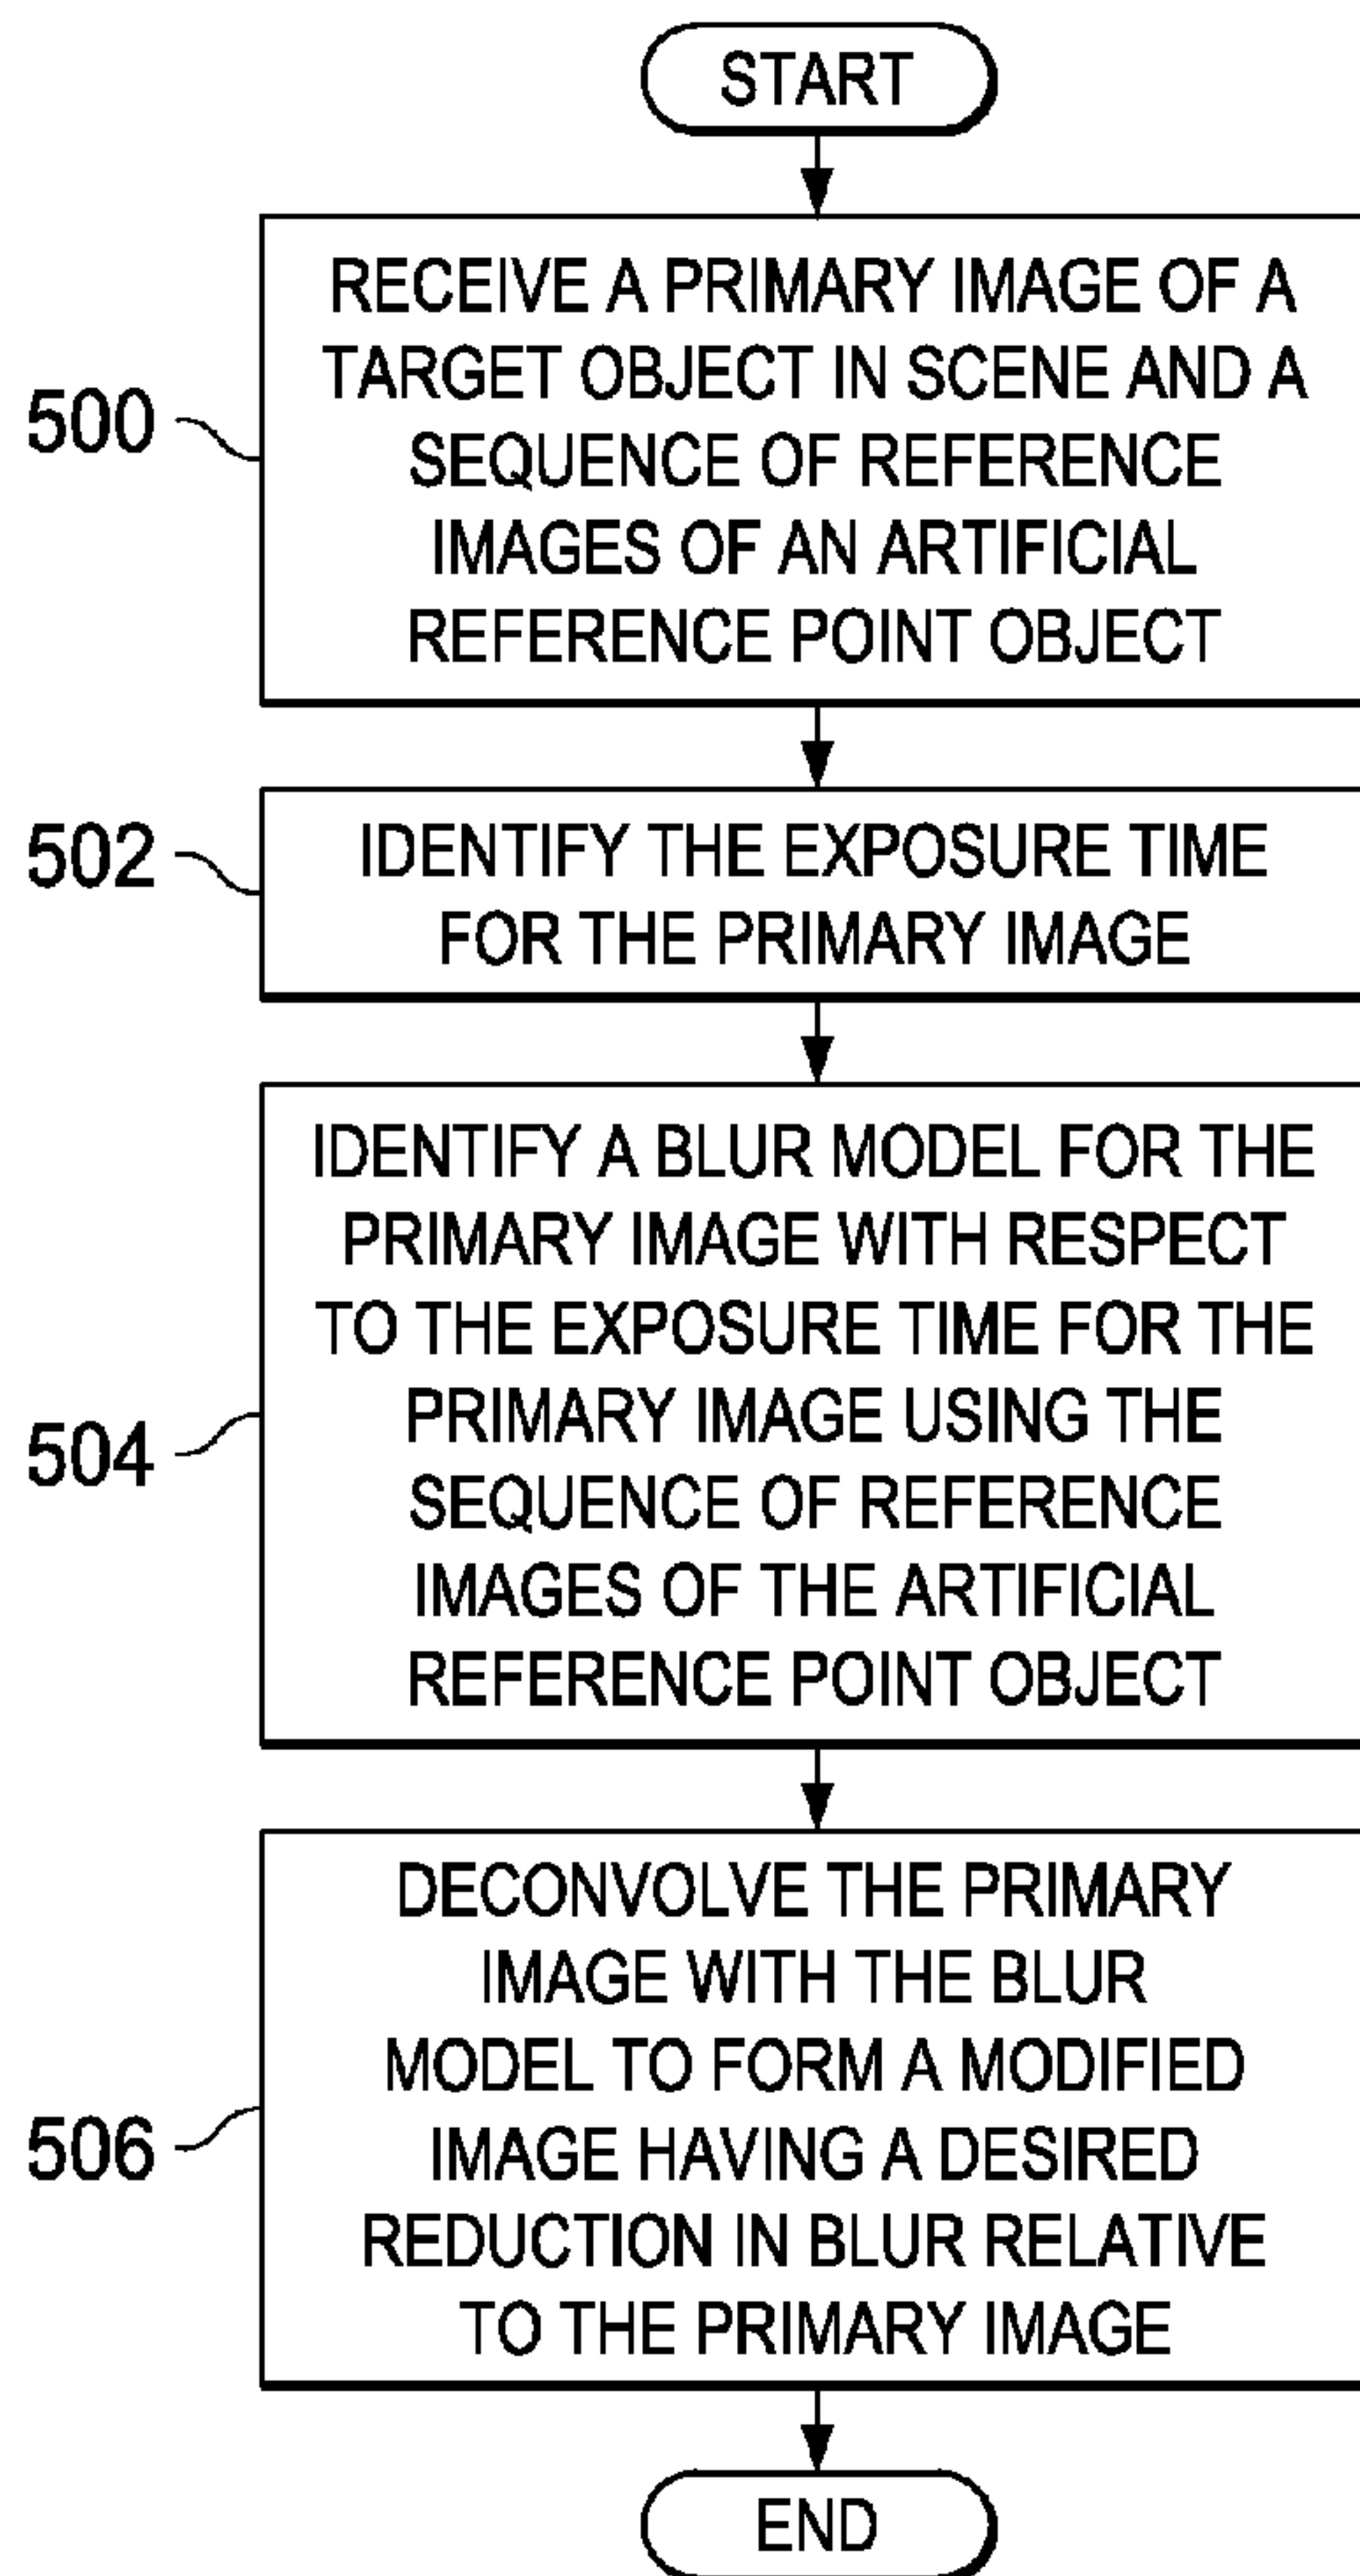 START
RECEIVE A PRIMARY IMAGE OF A
TARGET OBJECT IN SCENE AND A
SEQUENCE OF REFERENCE
IMAGES OF AN ARTIFICIAL
REFERENCE POINT OBJECT
500
IDENTIFY THE EXPOSURE TIME
FOR THE PRIMARY IMAGE
502
IDENTIFY A BLUR MODEL FOR THE
PRIMARY IMAGE WITH RESPECT
TO THE EXPOSURE TIME FOR THE
PRIMARY IMAGE USING THE
SEQUENCE OF REFERENCE
IMAGES OF THE ARTIFICIAL
REFERENCE POINT OBJECT
504
DECONVOLVE THE PRIMARY
IMAGE WITH THE BLUR
MODEL TO FORM A MODIFIED
IMAGE HAVING A DESIRED
REDUCTION IN BLUR RELATIVE
TO THE PRIMARY IMAGE
506
END